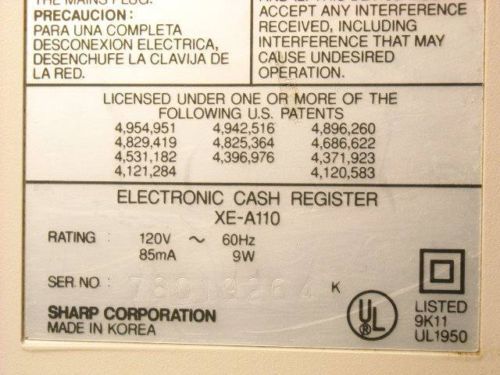 THE MAINS PLUG.
PRECAUCION:
PARA UNA COMPLETA
DESCONEXION ELECTRICA,
DESENCHUFE LA CLAVIJA DE
LA RED.
ACCEPT ANY INTERFERENCE
RECEIVED, INCLUDING
INTERFERENCE THAT MAY
CAUSE UNDESIRED
OPERATION.
LICENSED UNDER ONE OR MORE OF THE
FOLLOWING U.S. PATENTS
4,954,951 4,942,516 4,896,260
4,829,419 4,825,364 4,686,622
4,531,182 4,396,976 4,371,923
4,121,284 4,120,583
ELECTRONIC CASH REGISTER
XE-A110
RATING : 120V ~ 60Hz
85mA 9W
SER NO : K
SHARP CORPORATION
MADE IN KOREA
UL
LISTED
9K11
UL1950